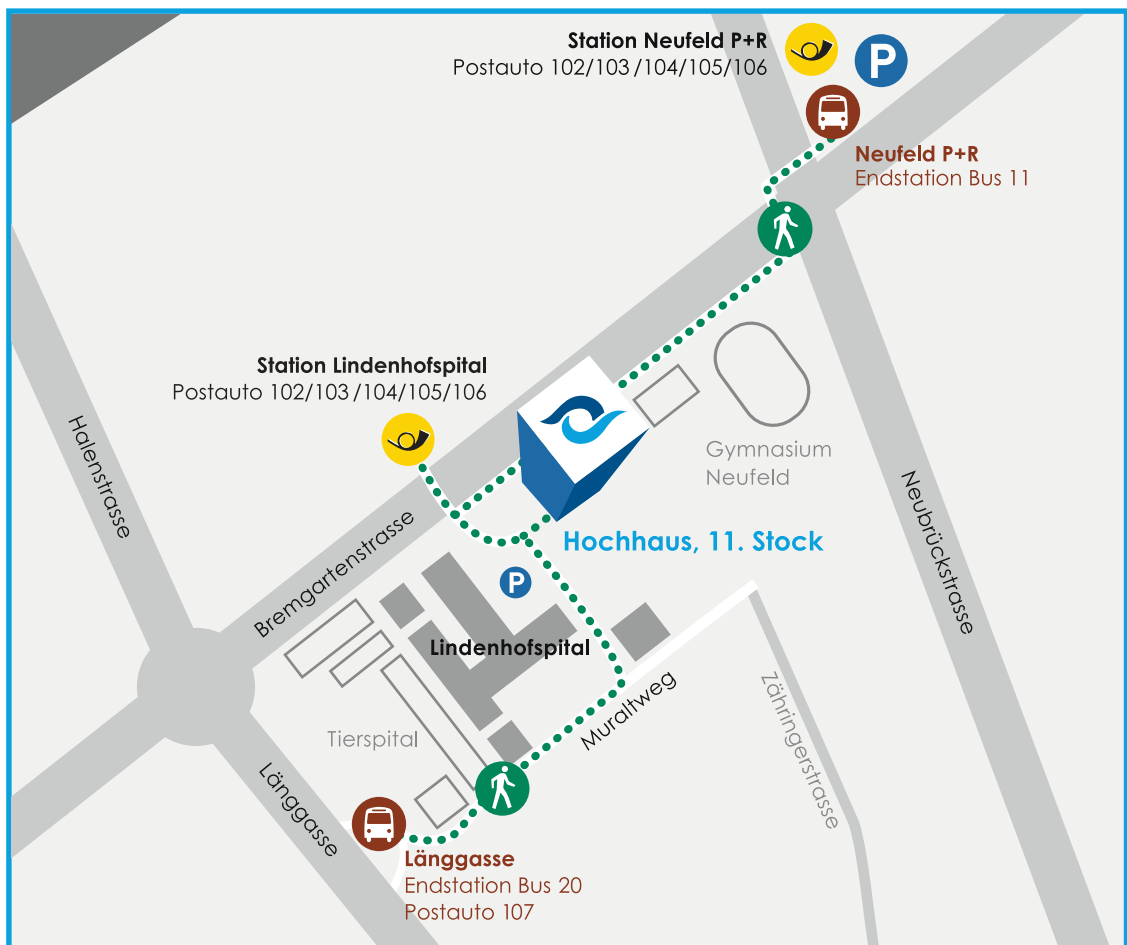 Station Neufeld P+R
Postauto 102/103/104/105/106
P
Neufeld P+R
Endstation Bus 11
Station Lindenhofspital
Postauto 102/103/104/105/106
Halenstrasse
Gymnasium
Neufeld
Neubrückstrasse
Bremgartenstrasse
Hochhaus, 11. Stock
P
Lindenhofspital
Muraltweg
Zähringerstrasse
Tierspital
Länggasse
Länggasse
Endstation Bus 20
Postauto 107